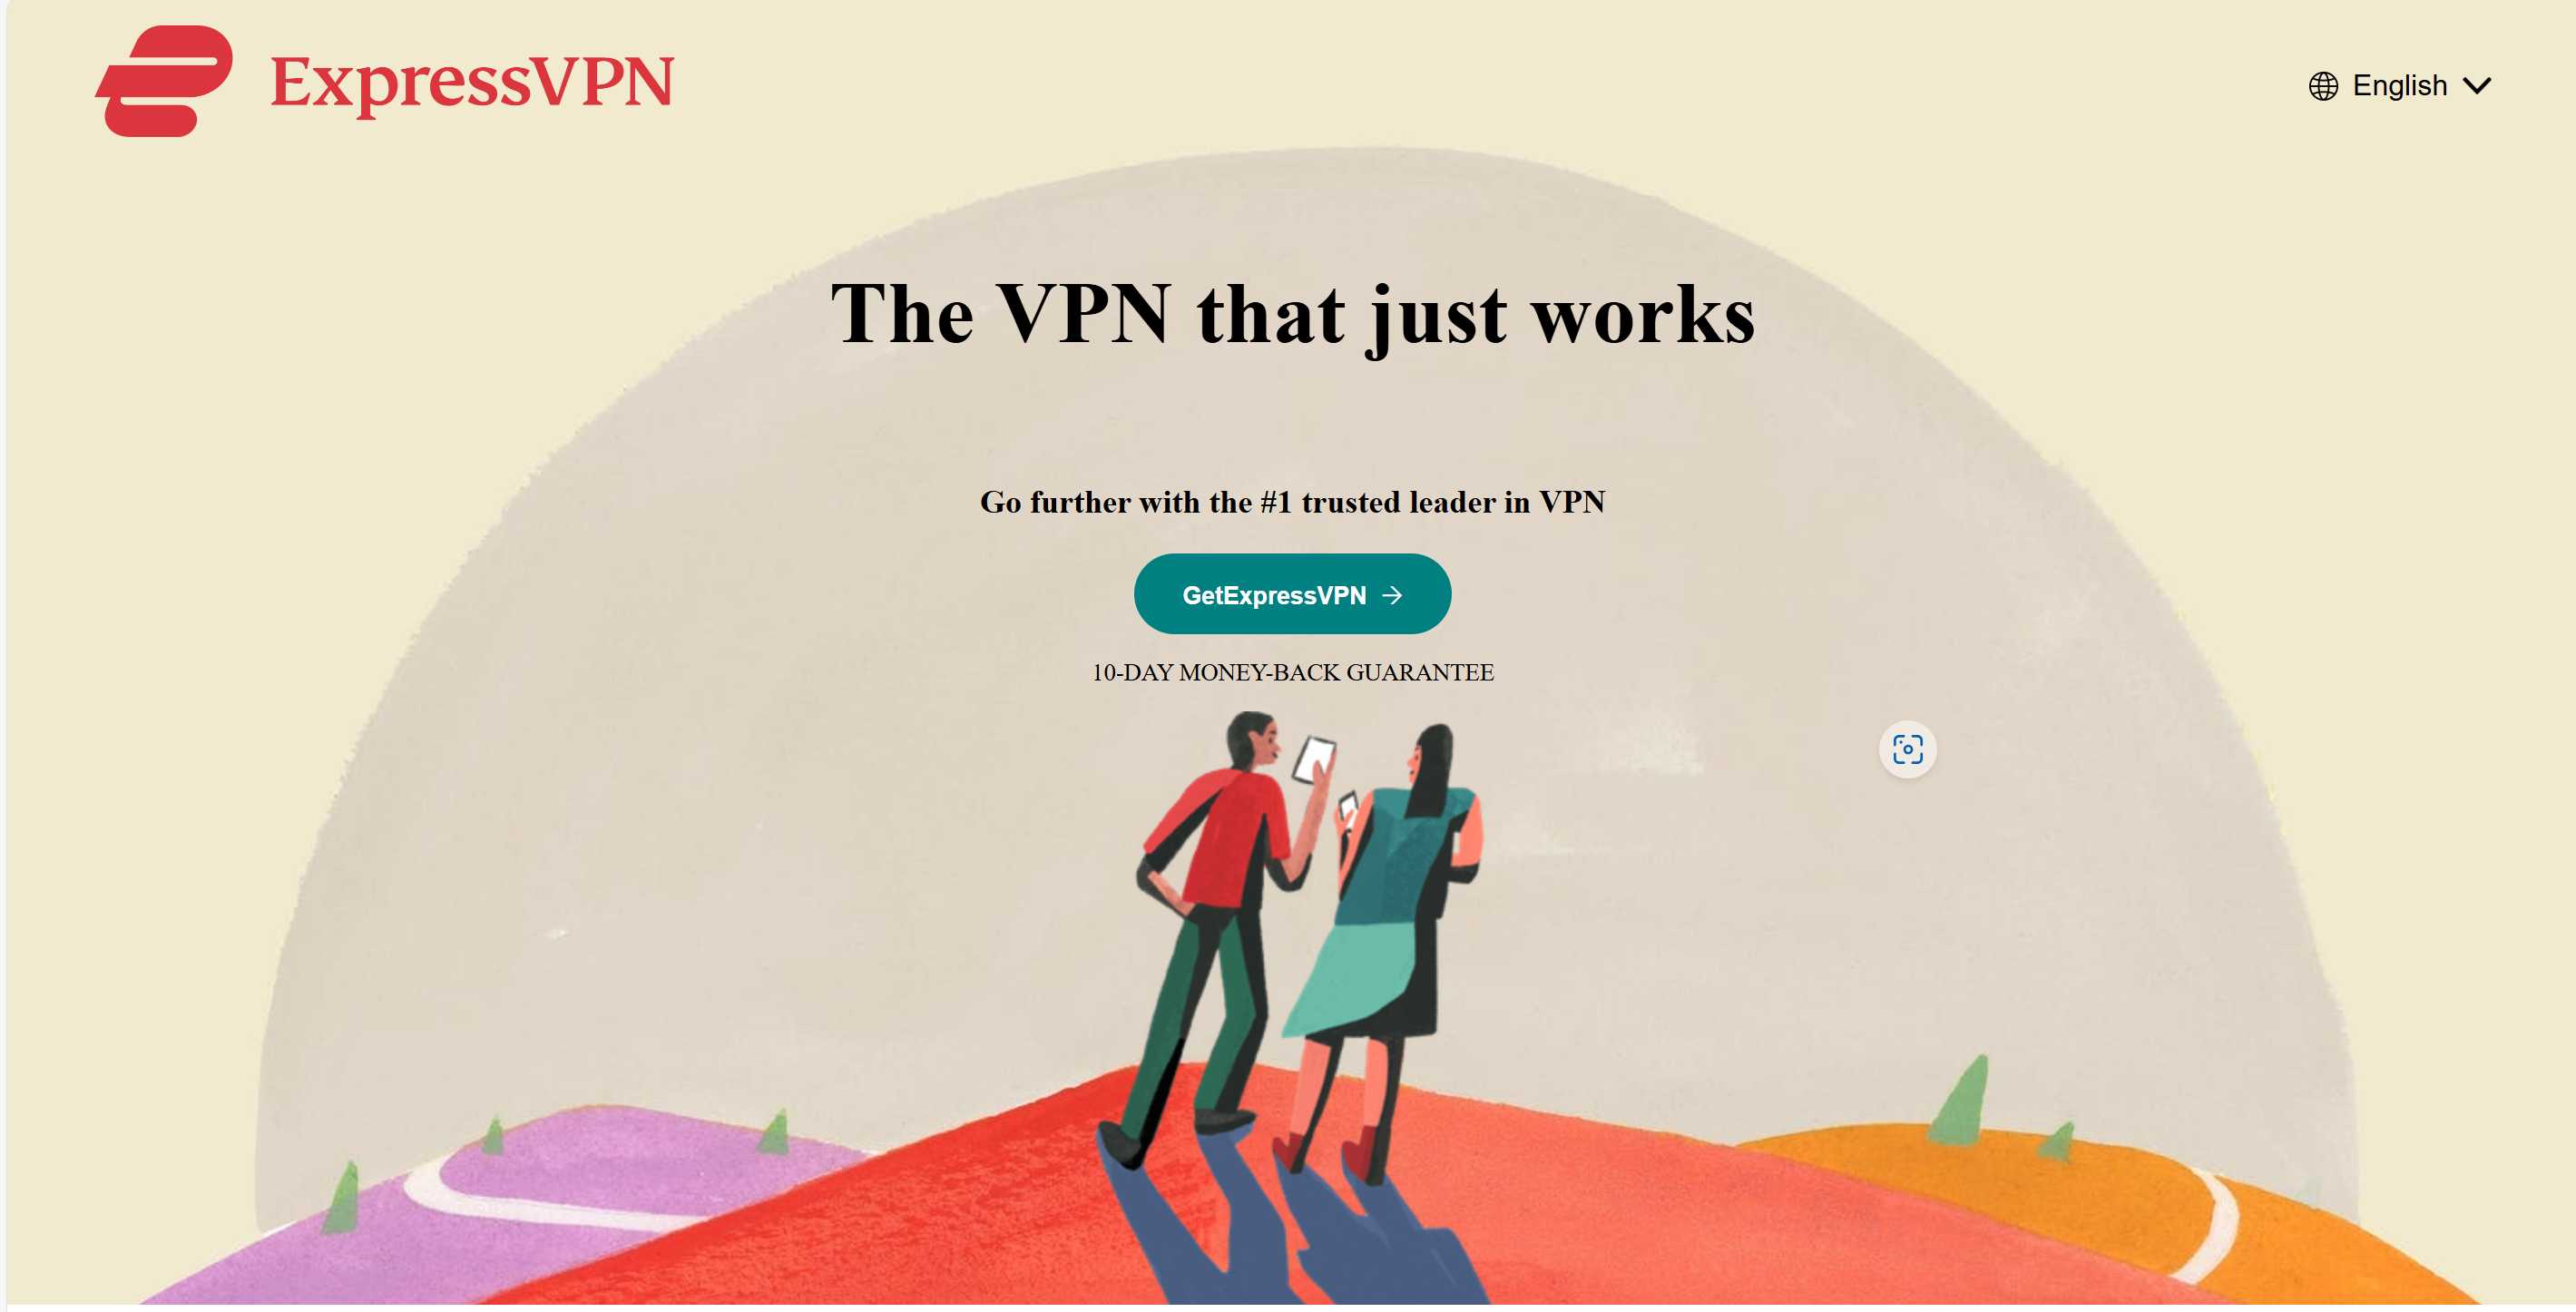 ExpressVPN
English
The VPN that just works
Go further with the #1 trusted leader in VPN
GetExpressVPN →
10-DAY MONEY-BACK GUARANTEE